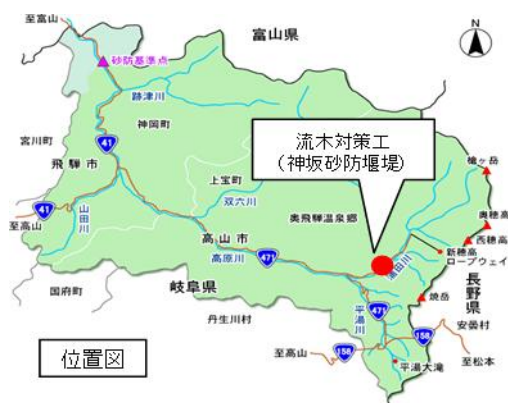 至富山
富山県
N
砂防基準点
跡津川
宮川町
神岡町
41
飛騨市
流木対策工
(神坂砂防堰堤)
槍ヶ岳
上宝町
双六川
41
至高山
山田川
奥飛騨温泉郷
奥穂高
西穂高
新穂高
ロープウェイ
高山市
高原川
471
蒲田川
長野県
国府町
岐阜県
焼岳
平湯川
471
丹生川村
安曇村
158
158
位置図
至高山
至松本
平湯大滝